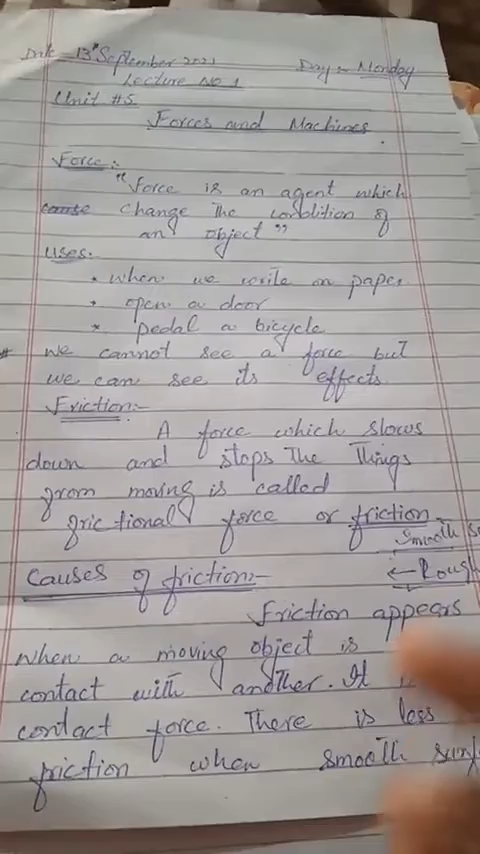 Date 13th September 2021 Day :- Monday
Lecture No 1
Unit #5
Forces and Machines
Force:-
"Force is an agent which
cause change the condition of
an object"
uses.
• when we write on paper.
• open a door
* pedal a bicycle
# we cannot see a force but
we can see its effects.
Friction:-
A force which slows
down and stops the things
from moving is called
frictional force or friction
Smooth
Causes of friction:- ← Rough
Friction appears
when a moving object is
contact with another. It
contact force. There is less
friction when smooth